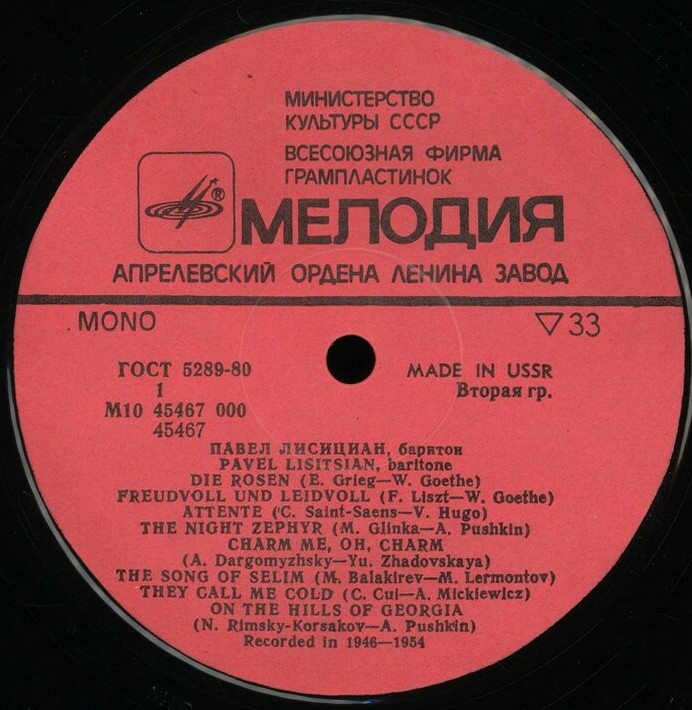 МИНИСТЕРСТВО
КУЛЬТУРЫ СССР
ВСЕСОЮЗНАЯ ФИРМА
ГРАМПЛАСТИНОК
®
МЕЛОДИЯ
АПРЕЛЕВСКИЙ ОРДЕНА ЛЕНИНА ЗАВОД
MONO
▽33
ГОСТ 5289-80
MADE IN USSR
1
Вторая гр.
М10 45467 000
45467
ПАВЕЛ ЛИСИЦИАН, баритон
PAVEL LISITSIAN, baritone
DIE ROSEN (E. Grieg—W. Goethe)
FREUDVOLL UND LEIDVOLL (F. Liszt—W. Goethe)
ATTENTE (C. Saint-Saens—V. Hugo)
THE NIGHT ZEPHYR (M. Glinka—A. Pushkin)
CHARM ME, OH, CHARM
(A. Dargomyzhsky—Yu. Zhadovskaya)
THE SONG OF SELIM (M. Balakirev—M. Lermontov)
THEY CALL ME COLD (C. Cui—A. Mickiewicz)
ON THE HILLS OF GEORGIA
(N. Rimsky-Korsakov—A. Pushkin)
Recorded in 1946—1954